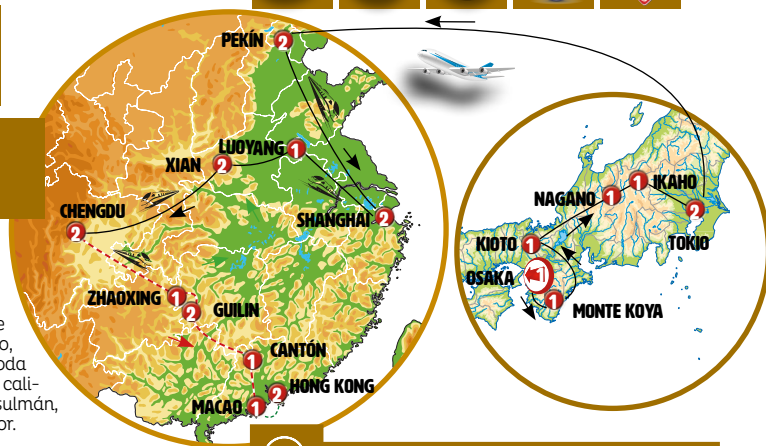 PEKÍN
2
LUOYANG
1
XIAN
2
CHENGDU
2
SHANGHAI
2
ZHAOXING
1
2
GUILIN
CANTÓN
1
HONG KONG
2
MACAO
1
NAGANO
1
1
IKAHO
2
TOKIO
KIOTO
1
OSAKA
1
1
MONTE KOYA
e
o,
oda
cali-
sulmán,
or.